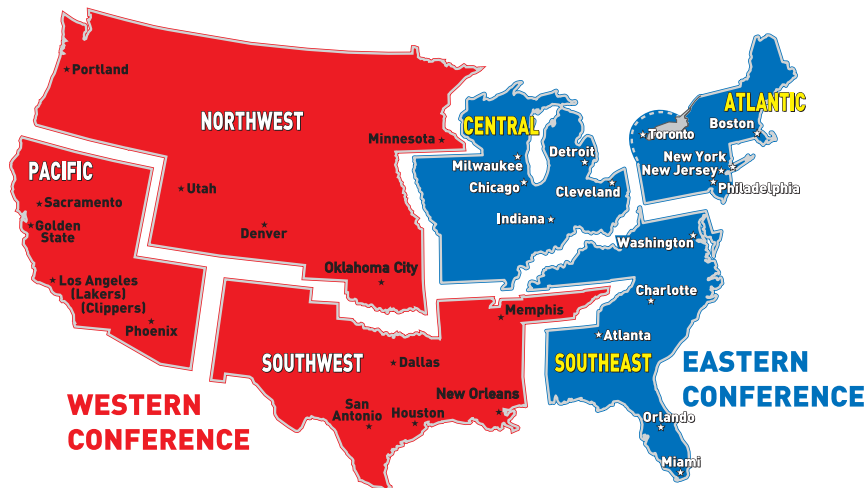 Portland
NORTHWEST
Minnesota
PACIFIC
Utah
Sacramento
Golden
State
Denver
Oklahoma City
Los Angeles
(Lakers)
(Clippers)
Phoenix
SOUTHWEST
Dallas
Memphis
New Orleans
San
Antonio
Houston
WESTERN
CONFERENCE
CENTRAL
Milwaukee
Detroit
Chicago
Cleveland
Indiana
ATLANTIC
Boston
Toronto
New York
New Jersey
Philadelphia
Washington
Charlotte
Atlanta
SOUTHEAST
Orlando
Miami
EASTERN
CONFERENCE